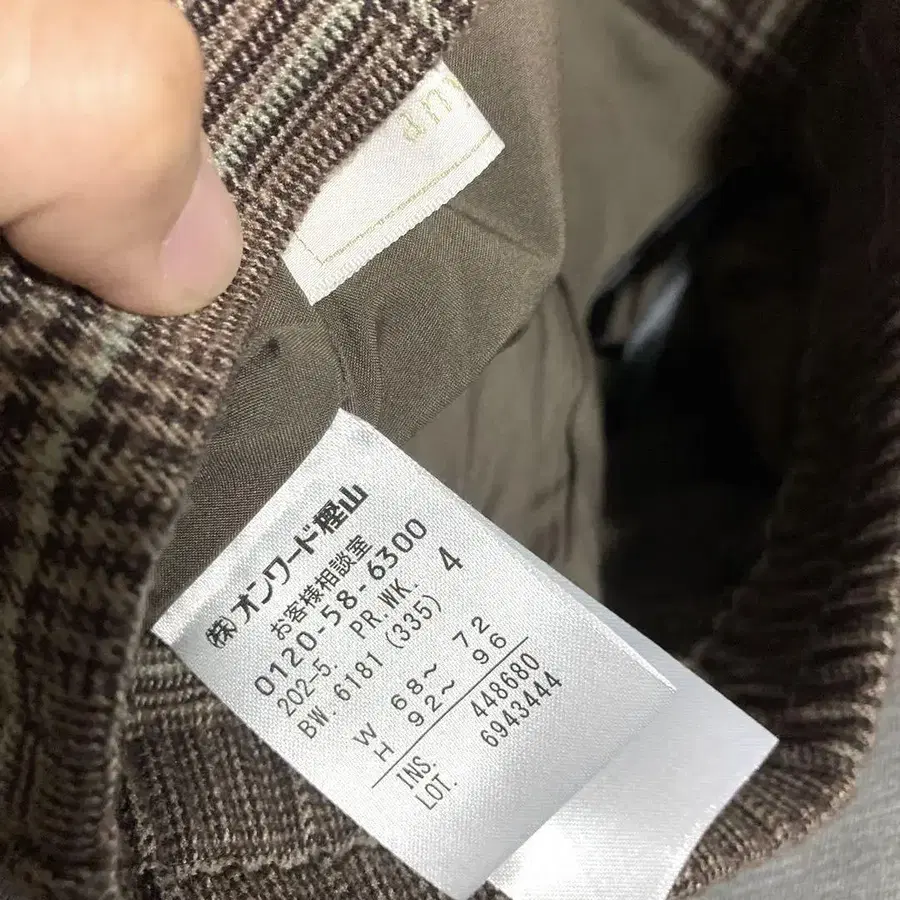 ㈱オンワード樫山
お客様相談室
0120-58-6300
202-5. PR.WK. 4
BW.6181 (335)
W 68~ 72
H 92~ 96
INS. 448680
LOT. 6943444